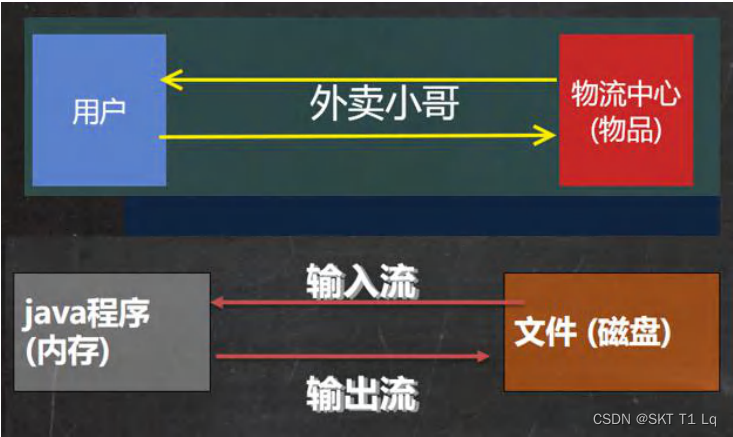 用户
外卖小哥
物流中心
(物品)
输入流
java程序
(内存)
文件 (磁盘)
输出流
CSDN @SKT T1 Lq